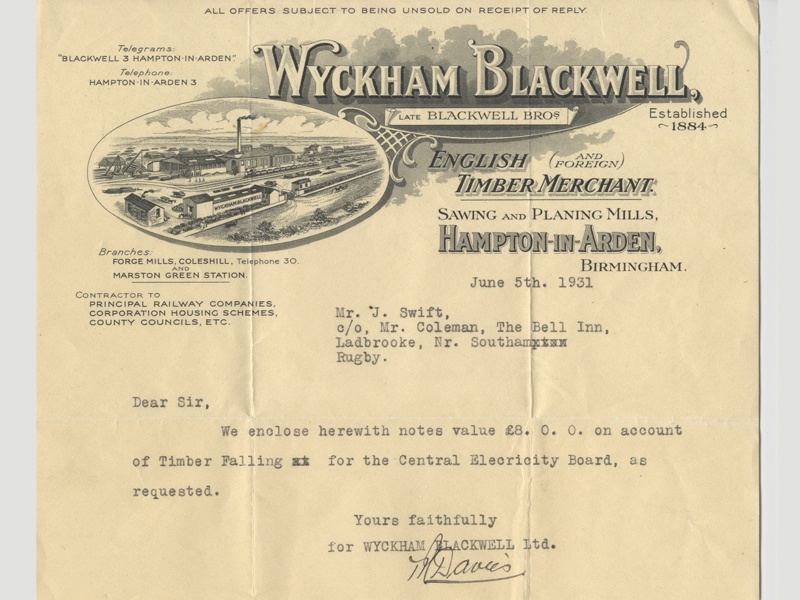 ALL OFFERS SUBJECT TO BEING UNSOLD ON RECEIPT OF REPLY.
Telegrams:
"BLACKWELL 3 HAMPTON-IN-ARDEN"
Telephone:
HAMPTON-IN-ARDEN 3
WYCKHAM BLACKWELL,
LATE BLACKWELL BROS
Established
1884
ENGLISH (AND FOREIGN)
TIMBER MERCHANT.
WYCKHAM BLACKWELL
SAWING AND PLANING MILLS,
HAMPTON-IN-ARDEN,
BIRMINGHAM.
Branches:
FORGE MILLS, COLESHILL, Telephone 30.
AND
MARSTON GREEN STATION.
CONTRACTOR TO
PRINCIPAL RAILWAY COMPANIES,
CORPORATION HOUSING SCHEMES,
COUNTY COUNCILS, ETC.
June 5th. 1931
Mr. J. Swift,
c/o, Mr. Coleman, The Bell Inn,
Ladbrooke, Nr. Southam
Rugby.
Dear Sir,
We enclose herewith notes value £8. 0. 0. on account
of Timber Falling for the Central Elecricity Board, as
requested.
Yours faithfully
for WYCKHAM BLACKWELL Ltd.
Davies